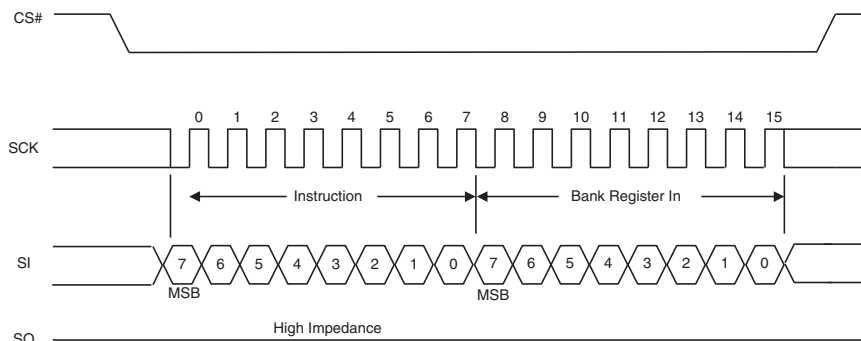 CS#
0 1 2 3 4 5 6 7 8 9 10 11 12 13 14 15
SCK
Instruction
Bank Register In
SI
7 6 5 4 3 2 1 0 7 6 5 4 3 2 1 0
MSB
MSB
High Impedance
SO